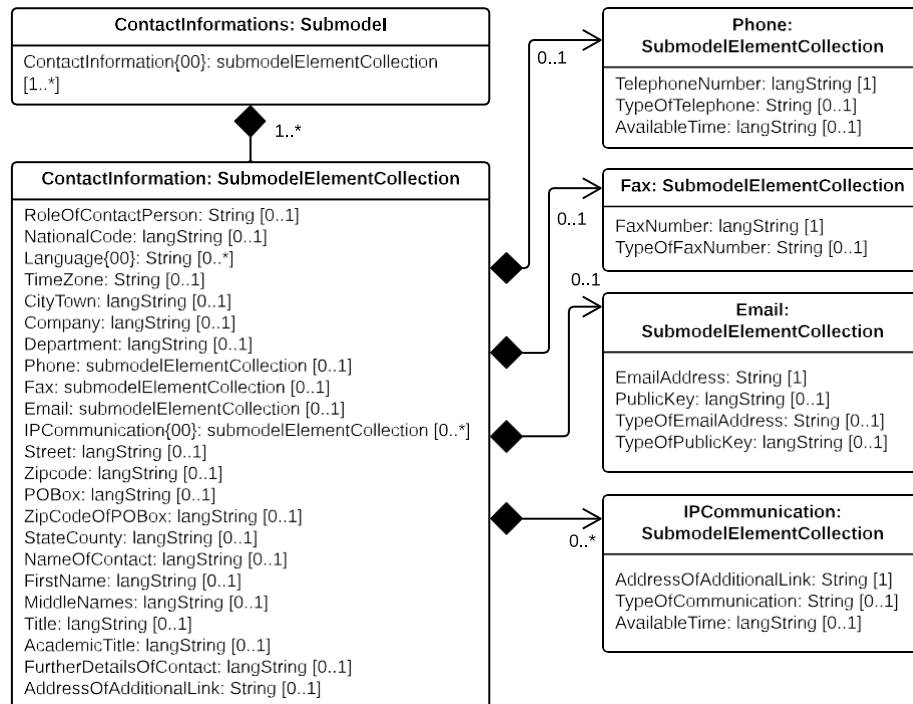 ContactInformations: Submodel
ContactInformation{00}: submodelElementCollection
[1..*]
1..*
ContactInformation: SubmodelElementCollection
RoleOfContactPerson: String [0..1]
NationalCode: langString [0..1]
Language{00}: String [0..*]
TimeZone: String [0..1]
CityTown: langString [0..1]
Company: langString [0..1]
Department: langString [0..1]
Phone: submodelElementCollection [0..1]
Fax: submodelElementCollection [0..1]
Email: submodelElementCollection [0..1]
IPCommunication{00}: submodelElementCollection [0..*]
Street: langString [0..1]
Zipcode: langString [0..1]
POBox: langString [0..1]
ZipCodeOfPOBox: langString [0..1]
StateCounty: langString [0..1]
NameOfContact: langString [0..1]
FirstName: langString [0..1]
MiddleNames: langString [0..1]
Title: langString [0..1]
AcademicTitle: langString [0..1]
FurtherDetailsOfContact: langString [0..1]
AddressOfAdditionalLink: String [0..1]
0..1
Phone:
SubmodelElementCollection
TelephoneNumber: langString [1]
TypeOfTelephone: String [0..1]
AvailableTime: langString [0..1]
0..1
Fax: SubmodelElementCollection
FaxNumber: langString [1]
TypeOfFaxNumber: String [0..1]
0..1
Email:
SubmodelElementCollection
EmailAddress: String [1]
PublicKey: langString [0..1]
TypeOfEmailAddress: String [0..1]
TypeOfPublicKey: langString [0..1]
0..*
IPCommunication:
SubmodelElementCollection
AddressOfAdditionalLink: String [1]
TypeOfCommunication: String [0..1]
AvailableTime: langString [0..1]